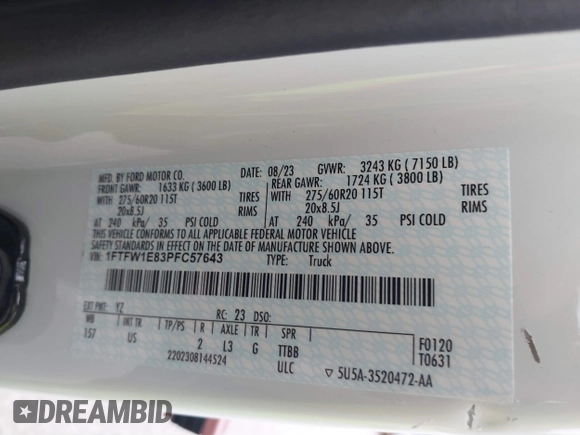 MFD. BY FORD MOTOR CO. DATE: 08/23 GVWR: 3243 KG ( 7150 LB)
FRONT GAWR: 1633 KG ( 3600 LB) REAR GAWR: 1724 KG ( 3800 LB)
WITH 275/60R20 115T TIRES WITH 275/60R20 115T TIRES
20x8.5J RIMS 20x8.5J RIMS
AT 240 kPa/ 35 PSI COLD AT 240 kPa/ 35 PSI COLD
THIS VEHICLE CONFORMS TO ALL APPLICABLE FEDERAL MOTOR VEHICLE
SAFETY AND THEFT PREVENTION STANDARDS IN EFFECT ON THE DATE OF MANUFACTURE SHOWN ABOVE.
VIN: 1FTFW1E83PFC57643 TYPE: Truck
EXT PNT: YZ RC: 23 DSO:
WB TP/PS R AXLE TR SPR F0120
157 US 2 L3 G TTBB T0631
2202308144524 ULC ▽ 5U5A-3520472-AA
DREAMBID